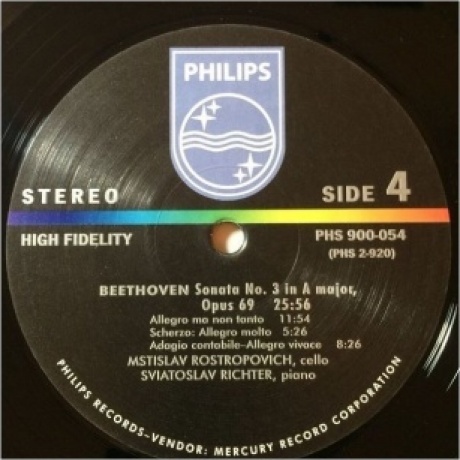 PHILIPS
STEREO
SIDE 4
HIGH FIDELITY
PHS 900-054
(PHS 2-920)
BEETHOVEN Sonata No. 3 in A major,
Opus 69 25:56
Allegro ma non tanto 11:54
Scherzo: Allegro molto 5:26
Adagio contabile–Allegro vivace 8:26
MSTISLAV ROSTROPOVICH, cello
SVIATOSLAV RICHTER, piano
PHILIPS RECORDS–VENDOR: MERCURY RECORD CORPORATION